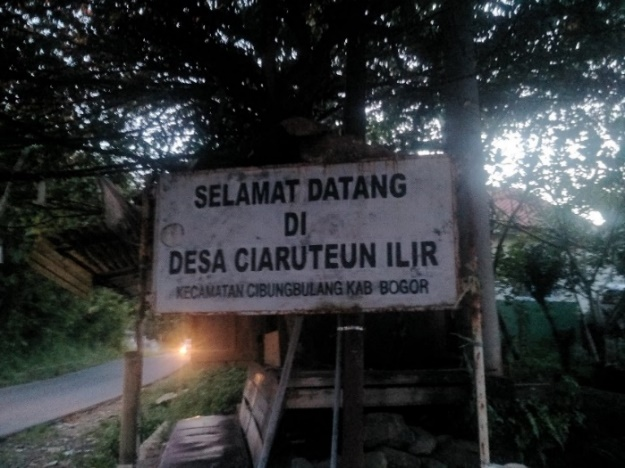 SELAMAT DATANG
DI
DESA CIARUTEUN ILIR
KECAMATAN CIBUNGBULANG KAB BOGOR